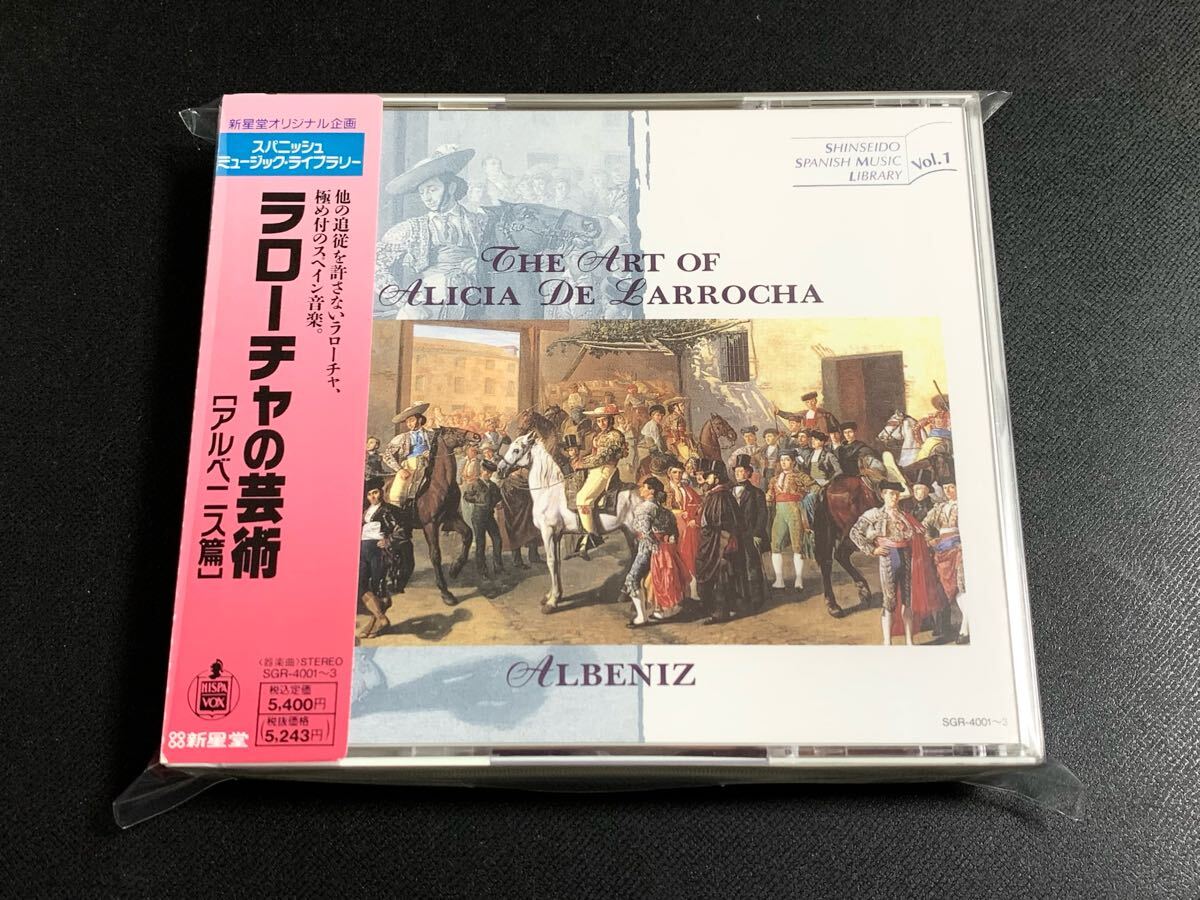 新星堂オリジナル企画
スパニッシュ
ミュージック・ライブラリー
他の追従を許さないラローチャ、
極め付のスペイン音楽。
ラローチャの芸術
[アルベニス篇]
〈器楽曲〉STEREO
SGR-4001〜3
税込定価
5,400円
(税抜価格
5,243円)
HISPA
VOX
新星堂
SHINSEIDO
SPANISH MUSIC
LIBRARY
Vol.1
THE ART OF
ALICIA DE LARROCHA
ALBENIZ
SGR-4001〜3